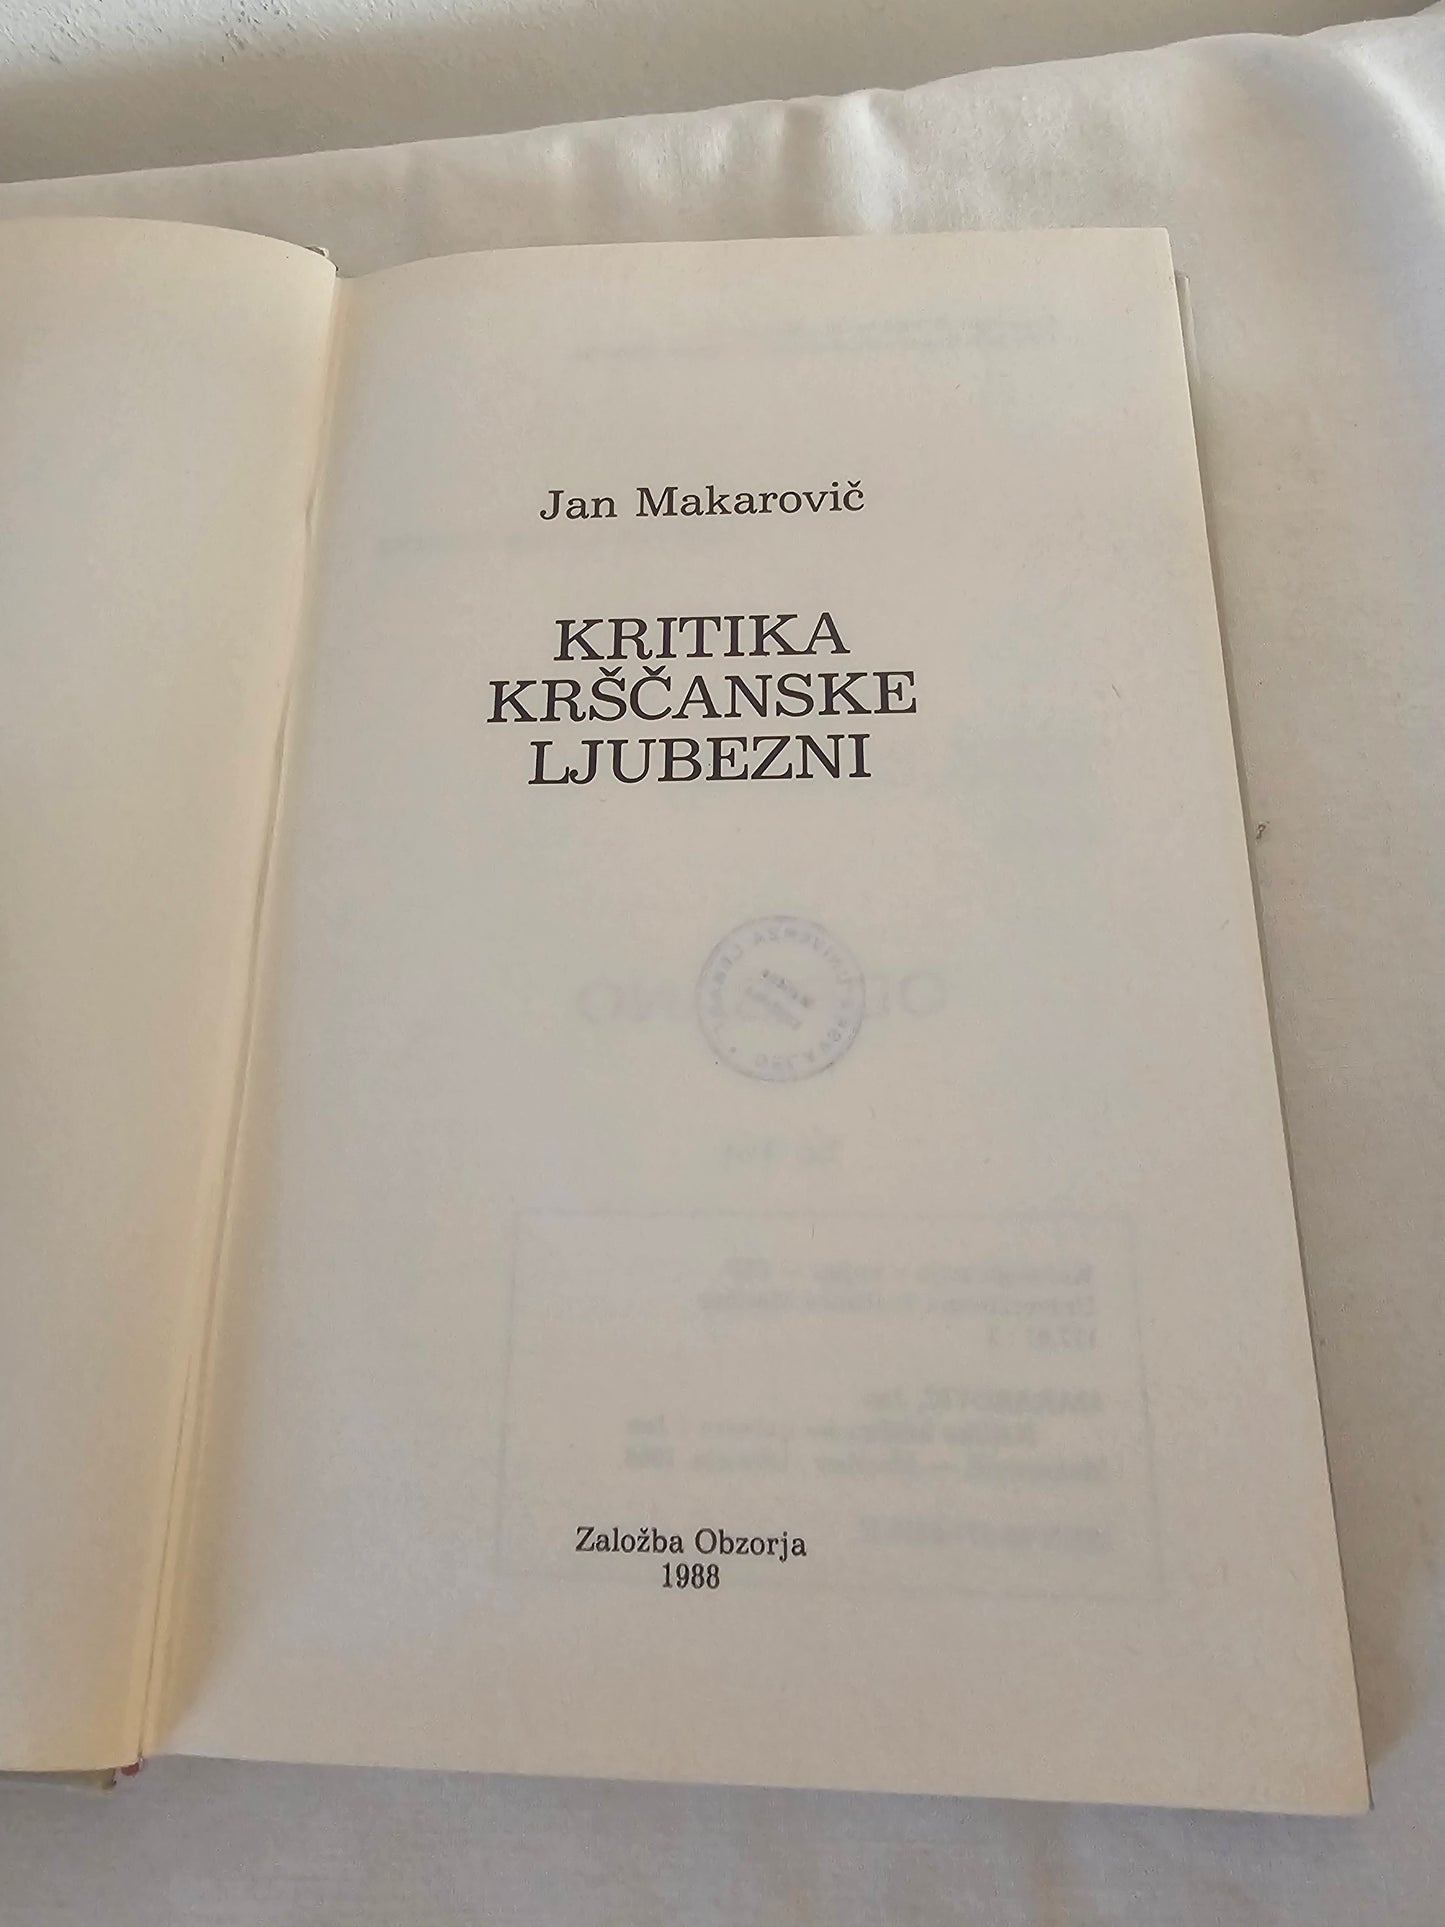 Jan Makarovič
KRITIKA
KRŠČANSKE
LJUBEZNI
Založba Obzorja
1988